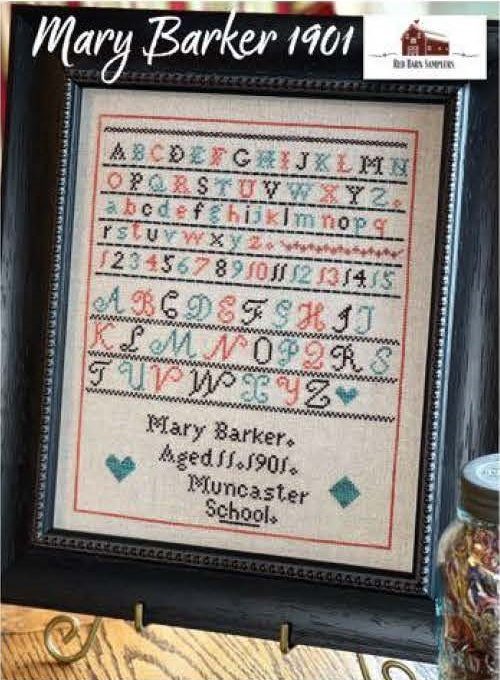 Mary Barker 1901
RED BARN SAMPLERS
ABCDEFGHIJKLMN
OPQRSTUVWXYZ.
abcdefghijklmnopq
rstuvwxyz.
123456789101112131415
ABCDEFGHIJ
KLMNOPQRS
TUVWXYZ
Mary Barker.
Aged 11. 1901.
Muncaster
School.